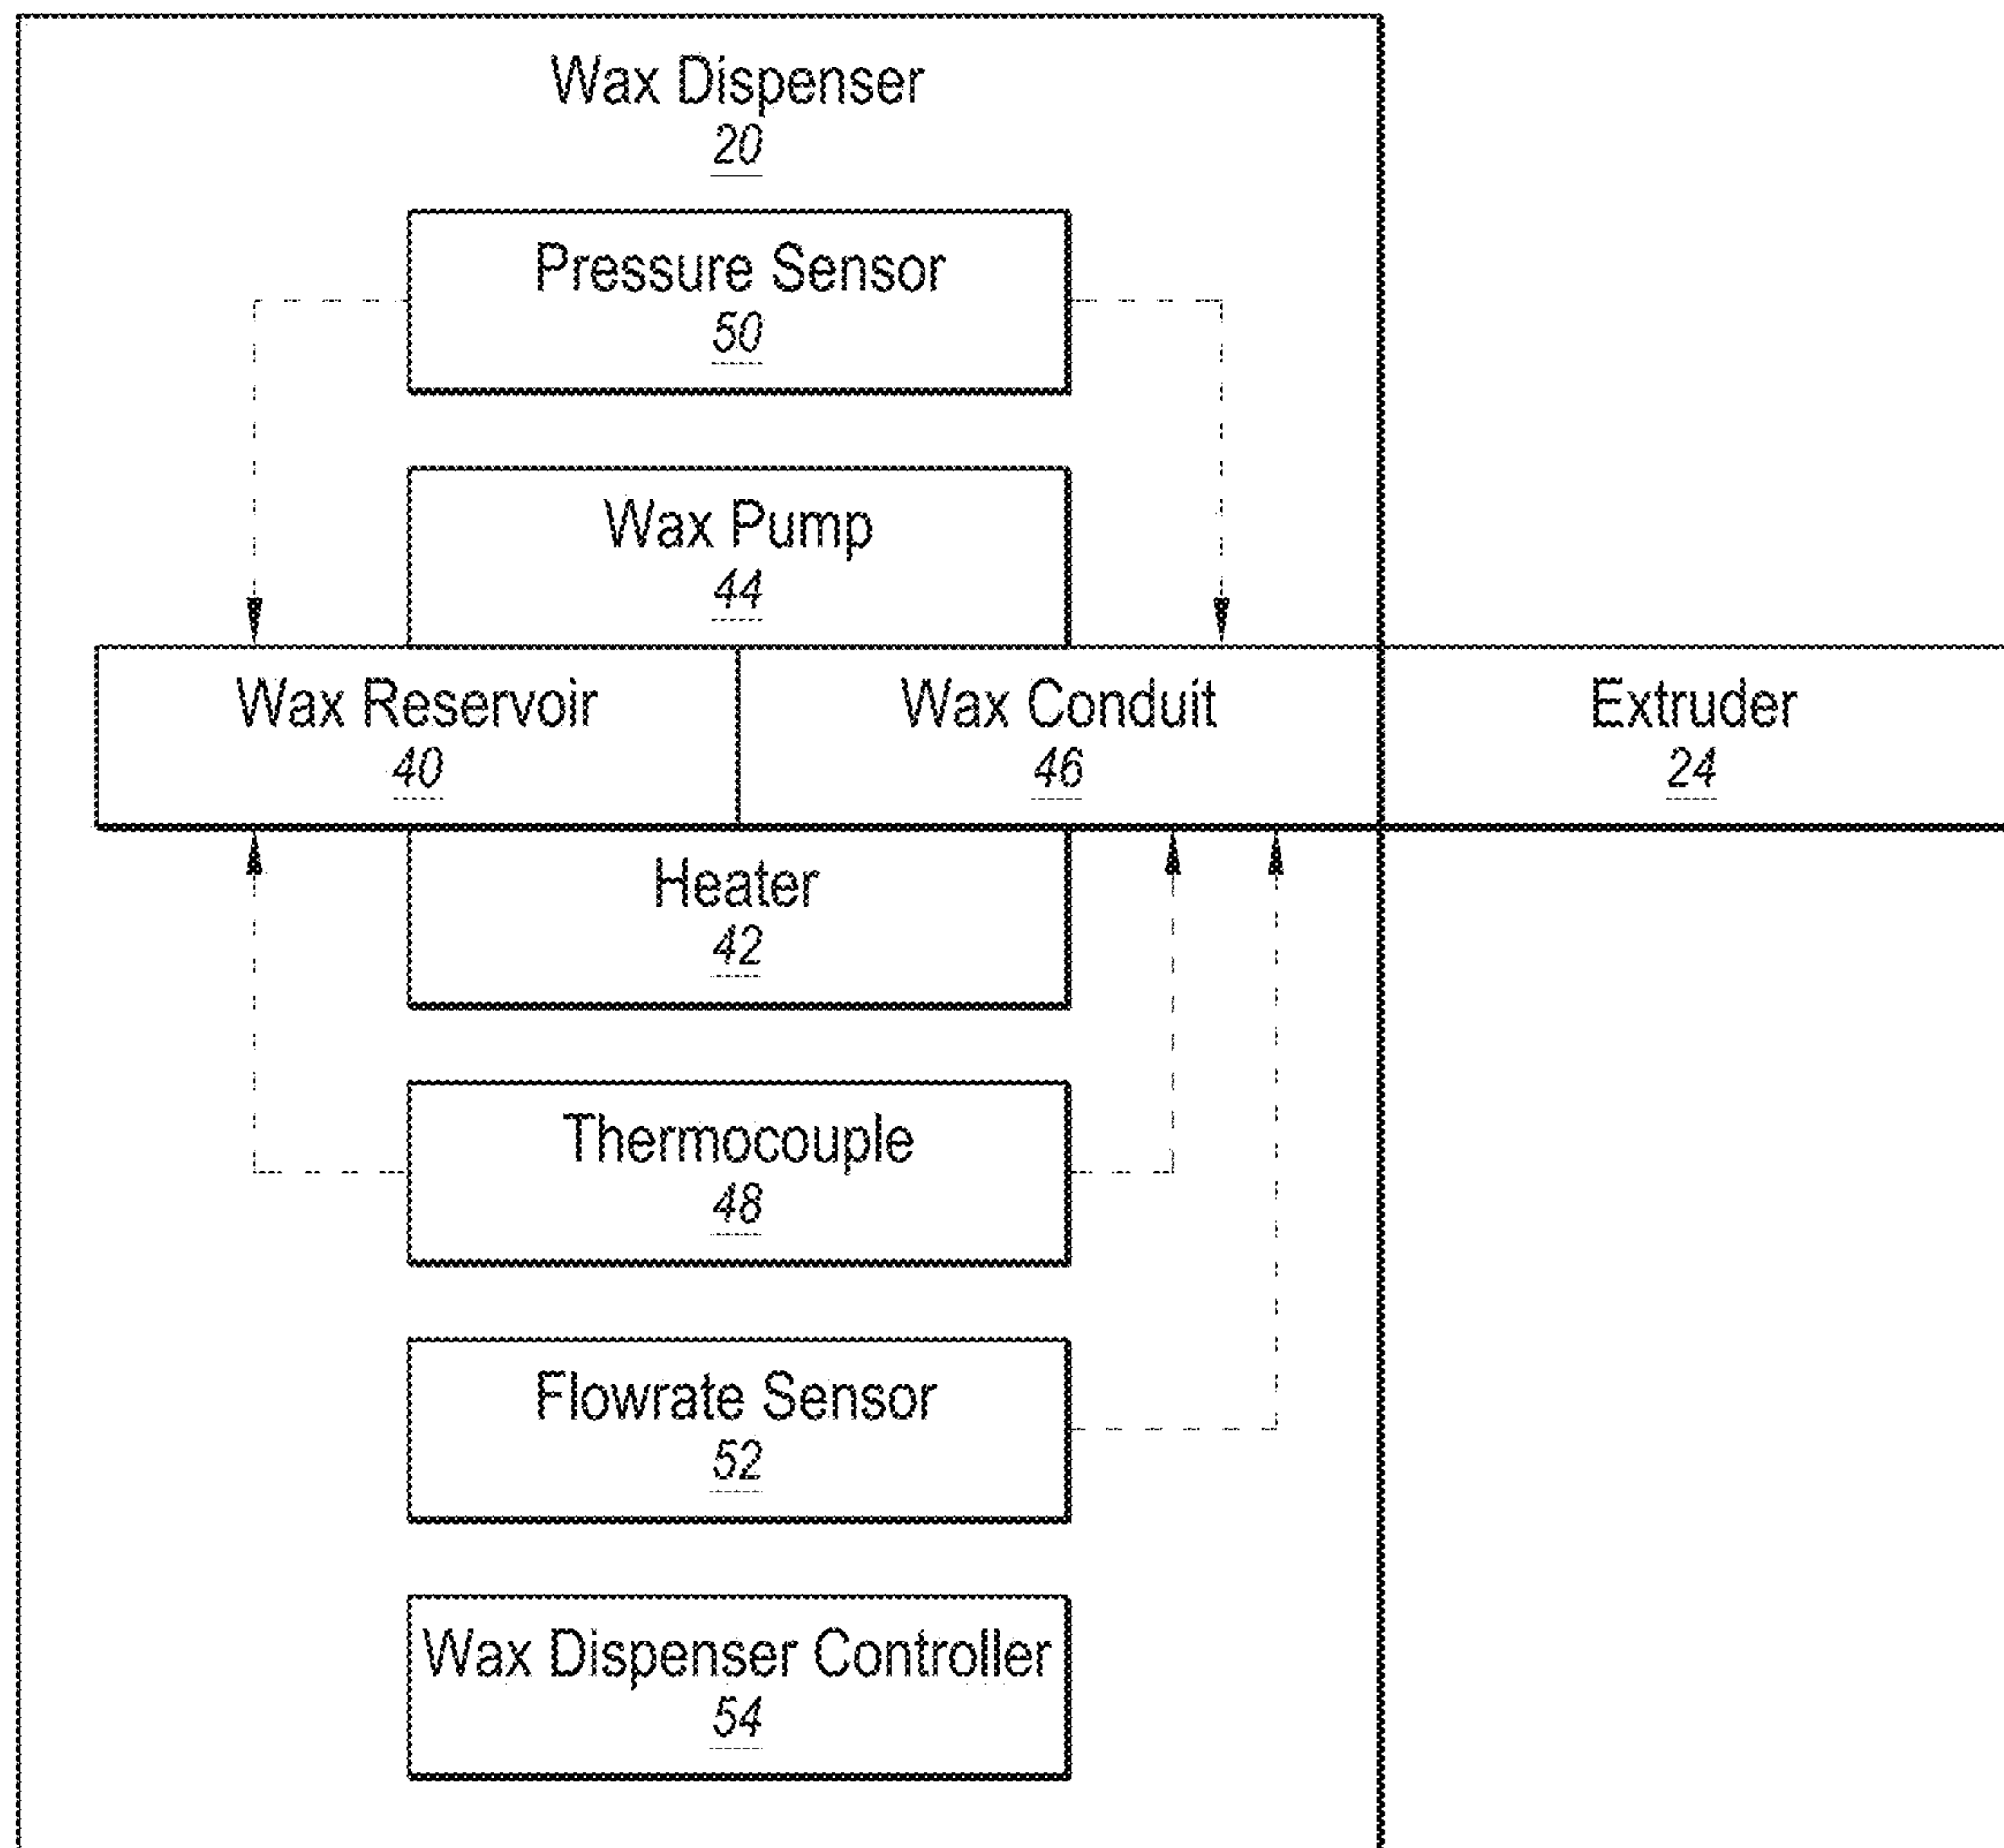 Wax Dispenser
20
Pressure Sensor
50
Wax Pump
44
Wax Reservoir
40
Wax Conduit
46
Extruder
24
Heater
42
Thermocouple
48
Flowrate Sensor
52
Wax Dispenser Controller
54